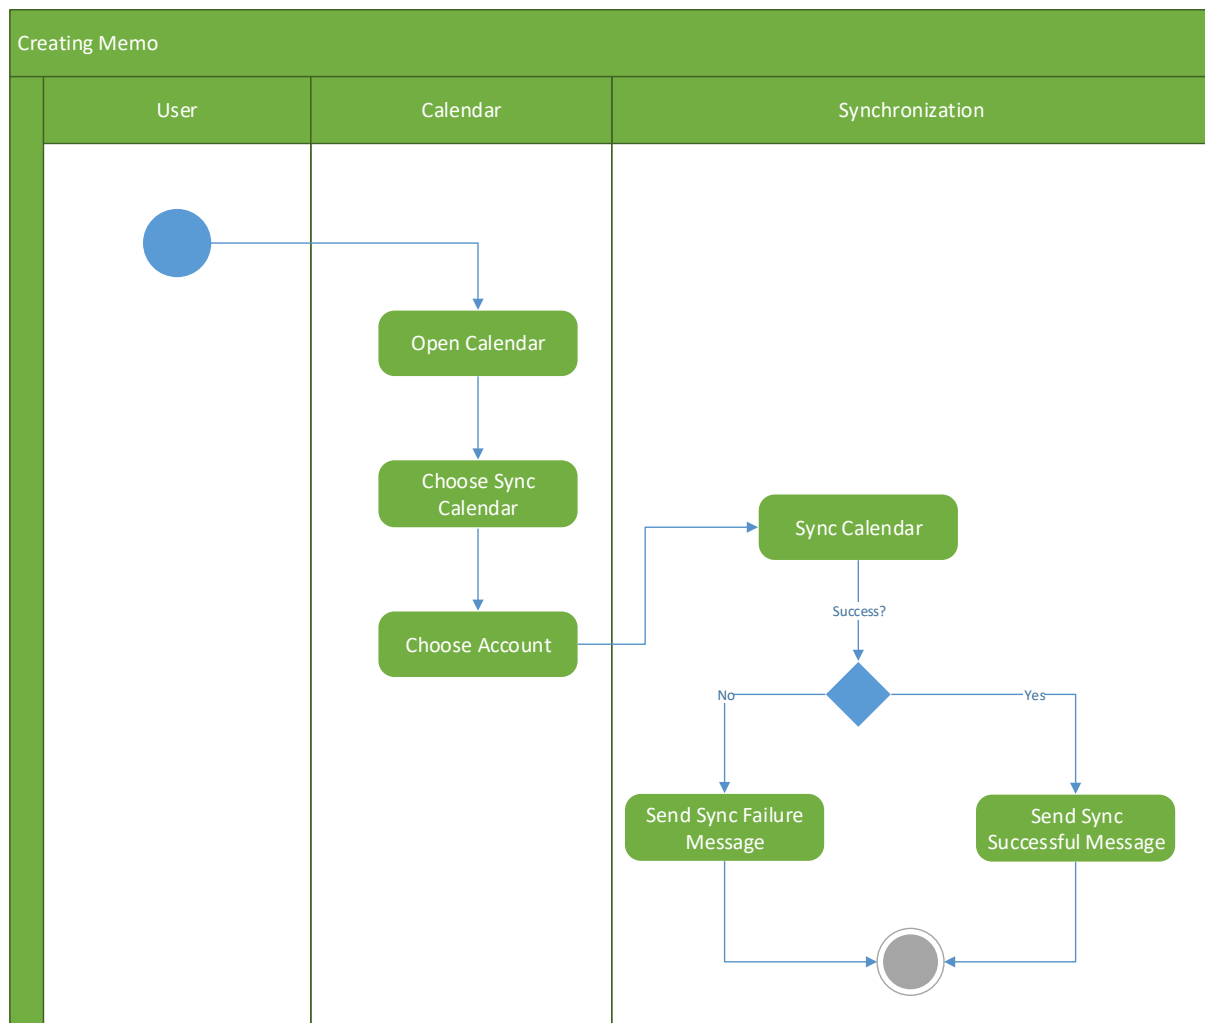 Creating Memo
User
Calendar
Synchronization
Open Calendar
Choose Sync
Calendar
Sync Calendar
Success?
Choose Account
No
Yes
Send Sync Failure
Message
Send Sync
Successful Message